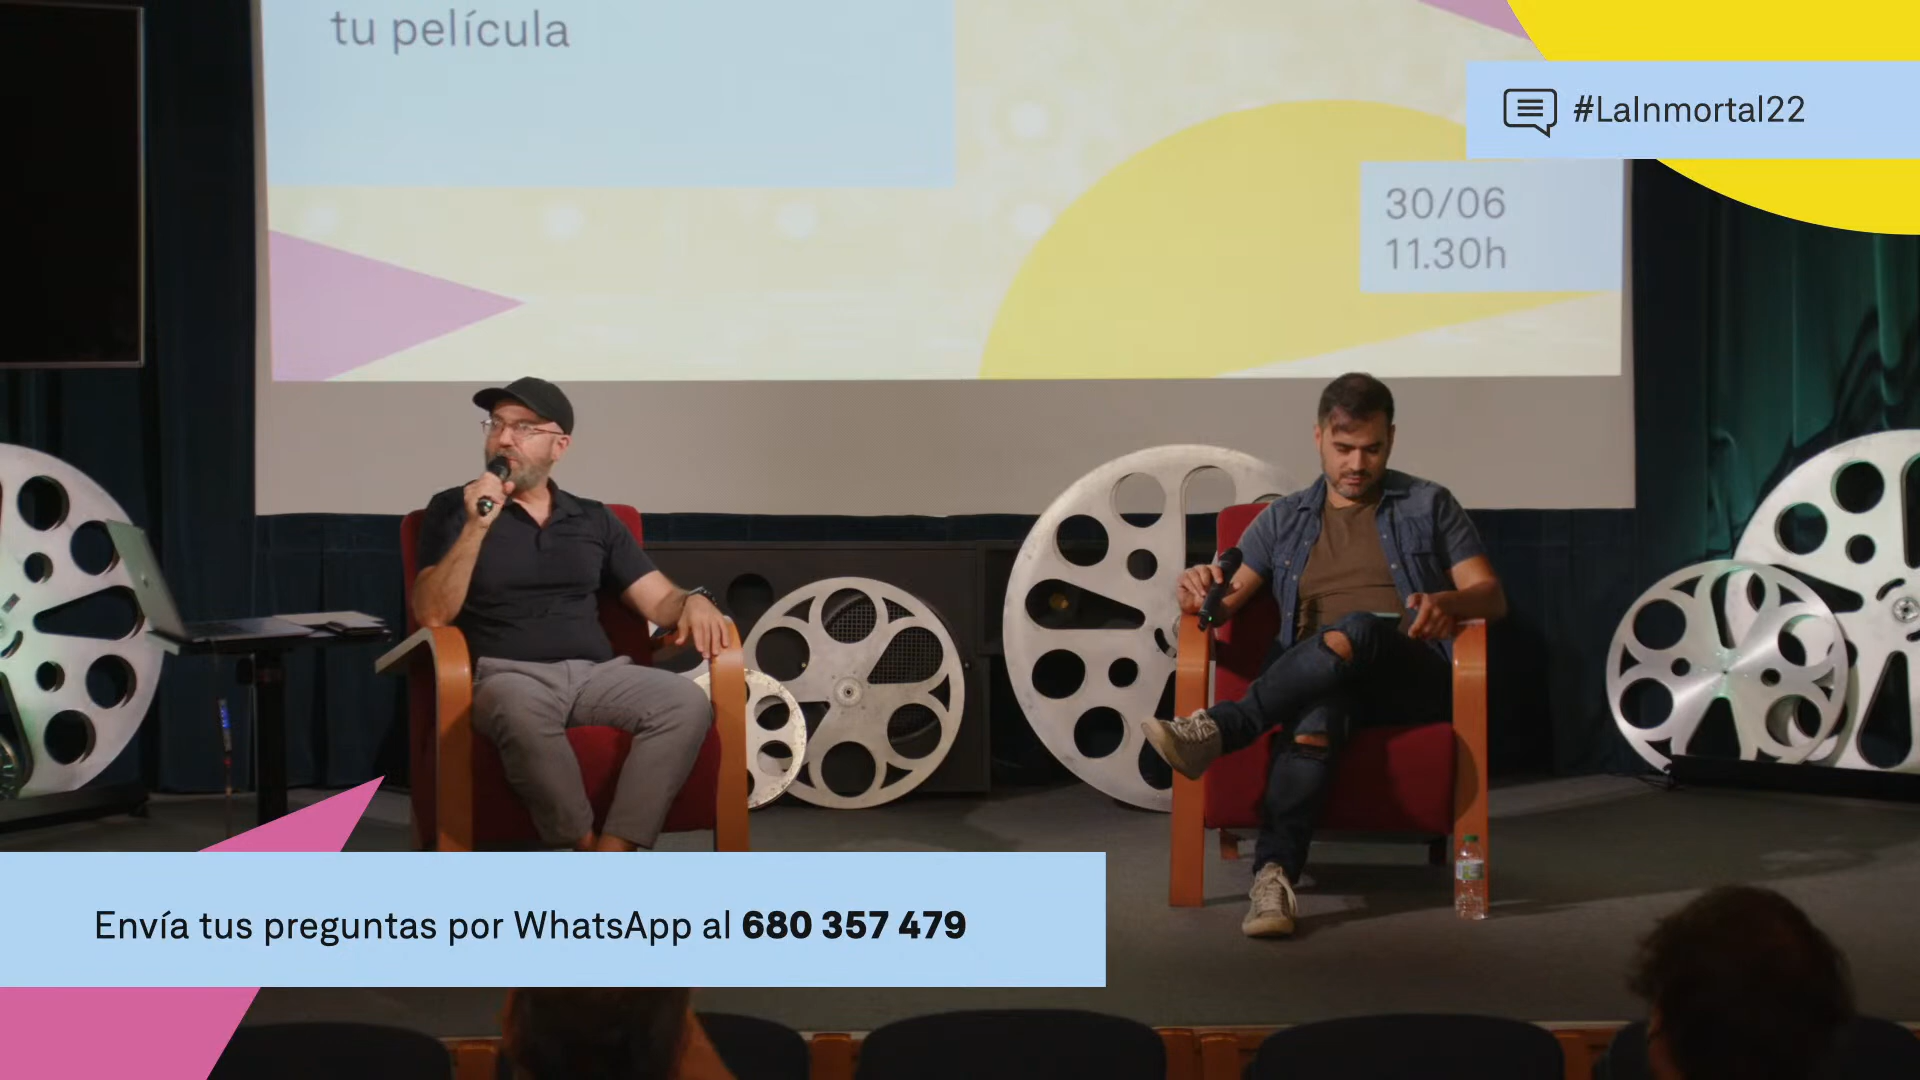 tu película
#LaInmortal22
30/06
11.30h
Envía tus preguntas por WhatsApp al 680 357 479